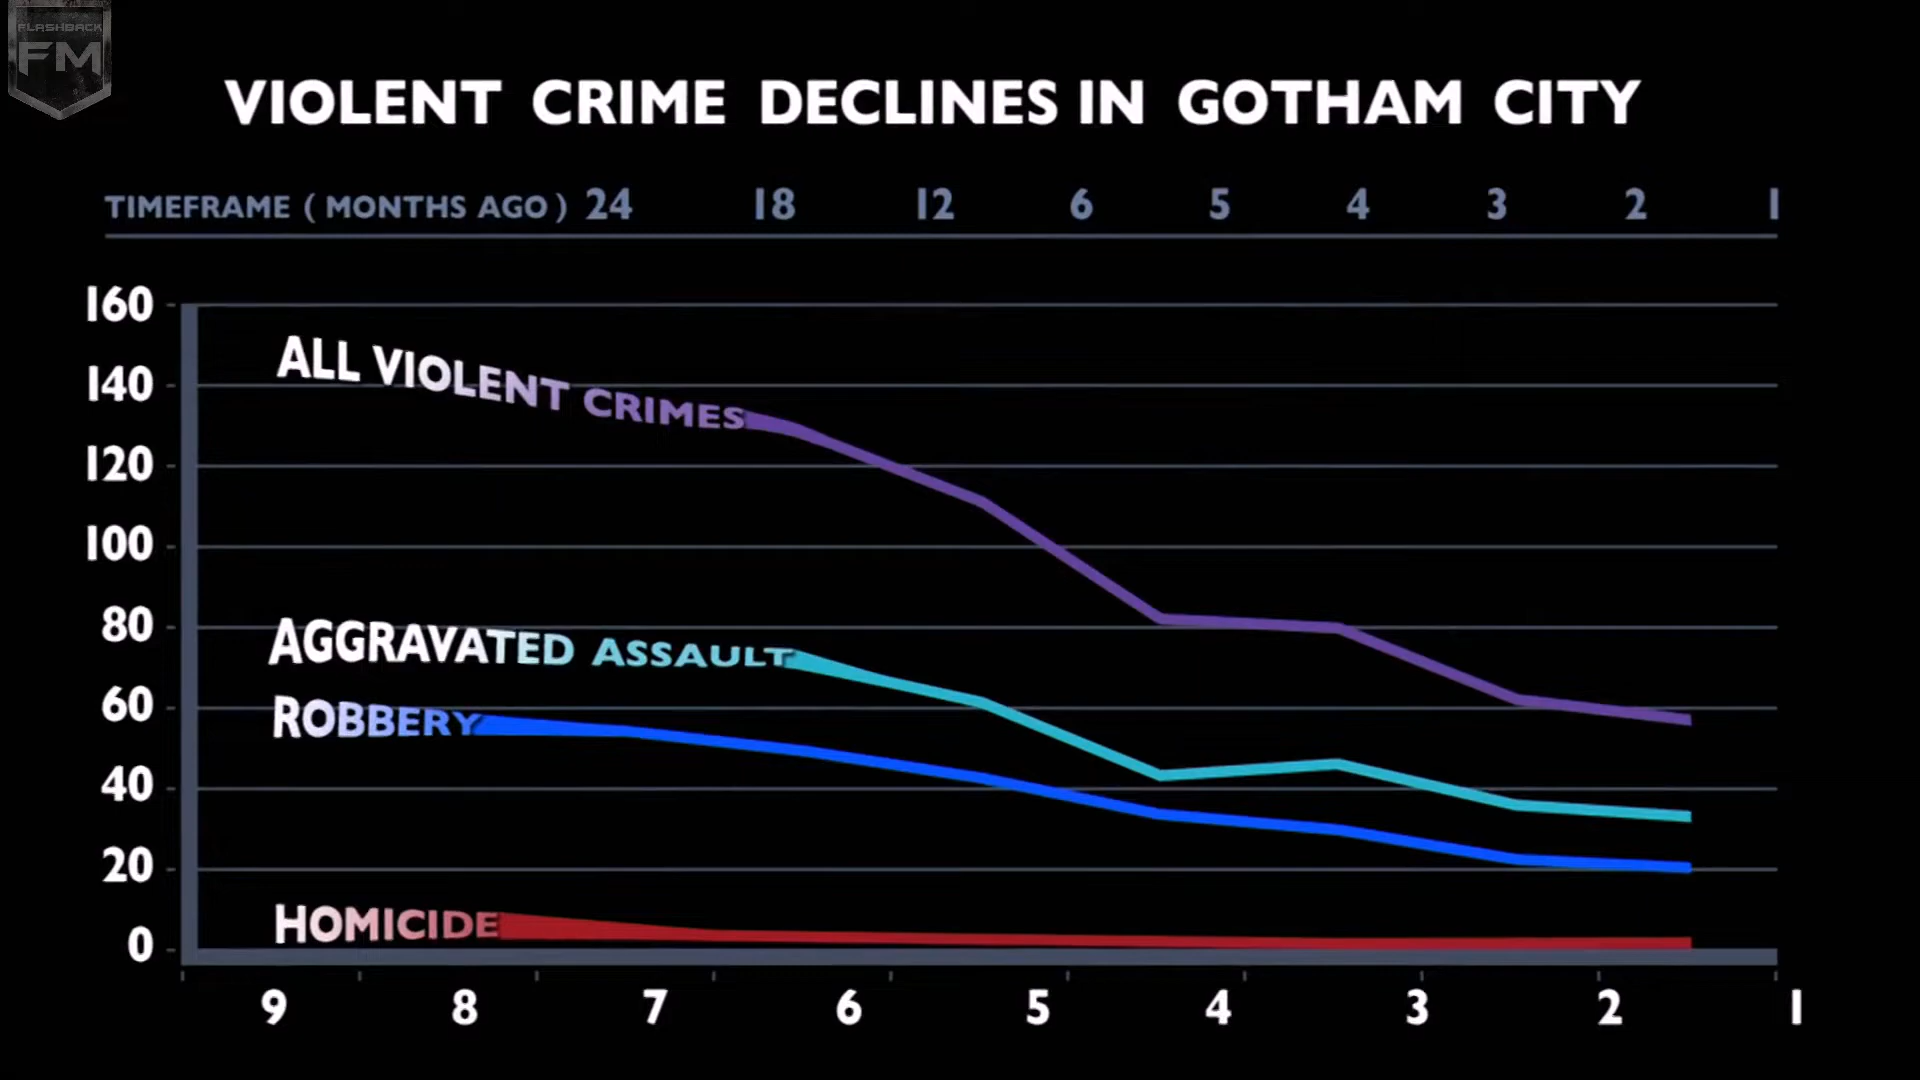 FLASHBACK
FM
VIOLENT CRIME DECLINES IN GOTHAM CITY
TIMEFRAME ( MONTHS AGO ) 24 18 12 6 5 4 3 2 1
160
140
120
100
80
60
40
20
0
ALL VIOLENT CRIMES
AGGRAVATED ASSAULT
ROBBERY
HOMICIDE
9 8 7 6 5 4 3 2 1